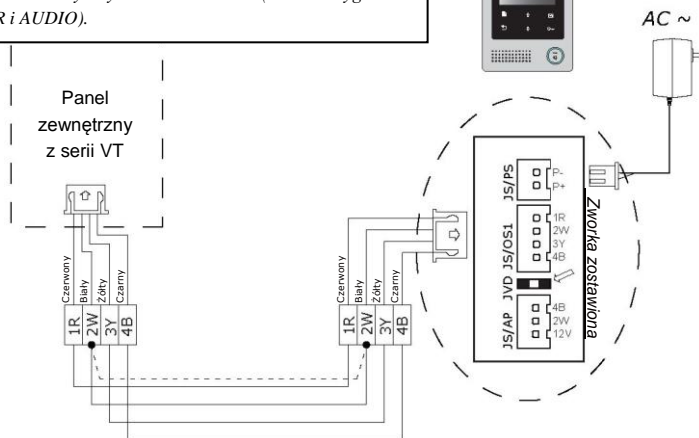 R i AUDIO).
AC ~
Panel
zewnętrzny
z serii VT
Czerwony
Biały
Żółty
Czarny
1R
2W
3Y
4B
Czerwony
Biały
Żółty
Czarny
1R
2W
3Y
4B
JS/PS
P-
P+
JS/OS1
1R
2W
3Y
4B
JVD
JS/AP
4B
2W
12V
Zworka zostawiona